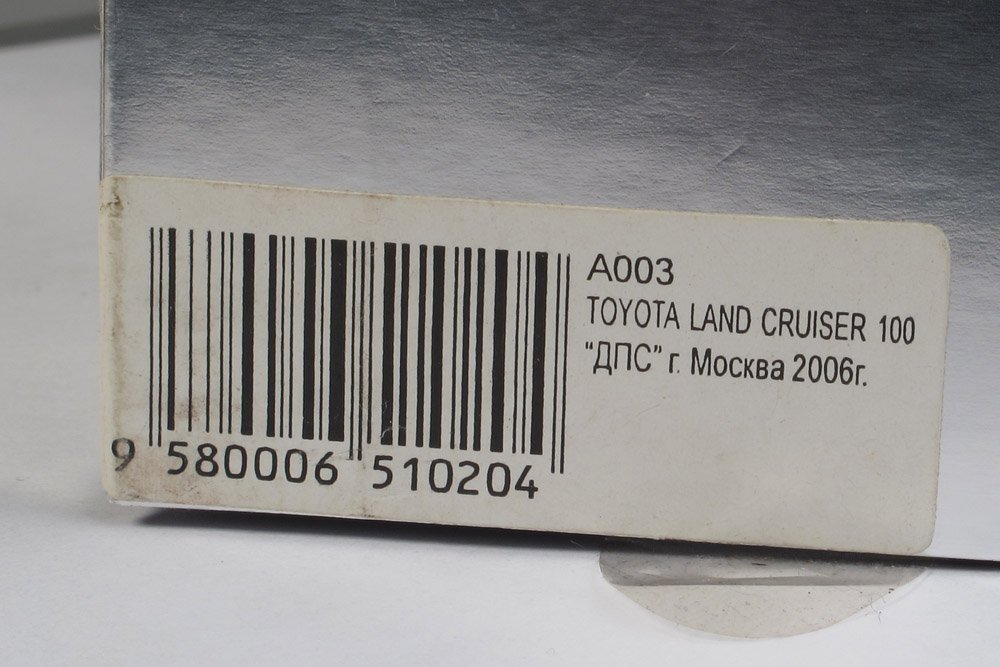 A003
TOYOTA LAND CRUISER 100
“ДПС” г. Москва 2006г.
9 580006 510204